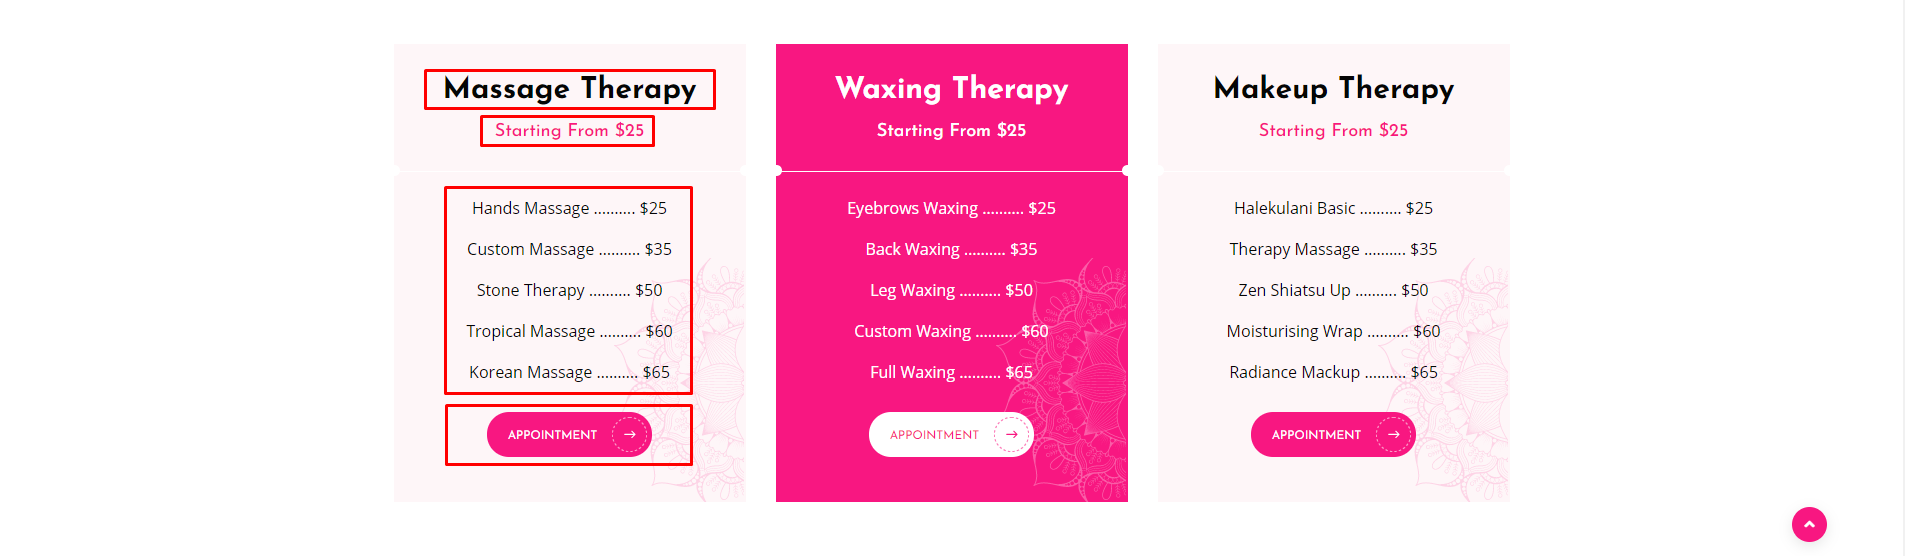 Massage Therapy
Starting From $25
Hands Massage .......... $25
Custom Massage .......... $35
Stone Therapy .......... $50
Tropical Massage .......... $60
Korean Massage .......... $65
APPOINTMENT
Waxing Therapy
Starting From $25
Eyebrows Waxing .......... $25
Back Waxing .......... $35
Leg Waxing .......... $50
Custom Waxing .......... $60
Full Waxing .......... $65
APPOINTMENT
Makeup Therapy
Starting From $25
Halekulani Basic .......... $25
Therapy Massage .......... $35
Zen Shiatsu Up .......... $50
Moisturising Wrap .......... $60
Radiance Mackup .......... $65
APPOINTMENT